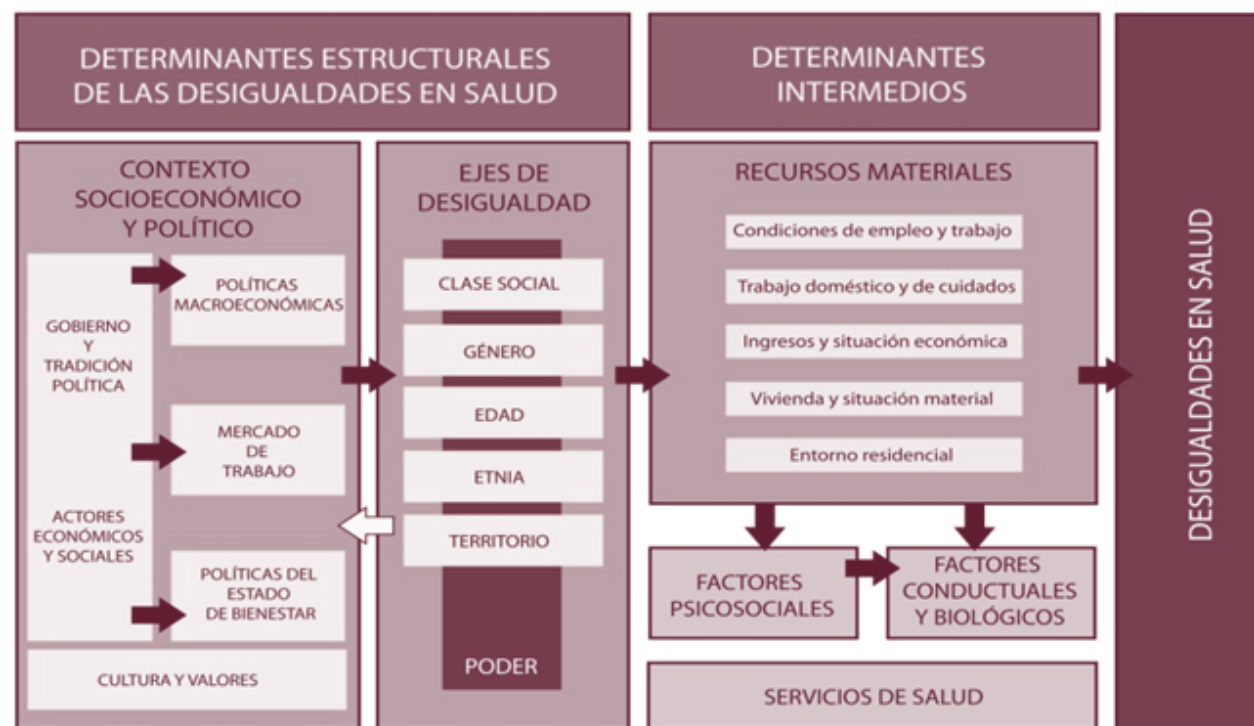 DETERMINANTES ESTRUCTURALES
DE LAS DESIGUALDADES EN SALUD
DETERMINANTES
INTERMEDIOS
CONTEXTO
SOCIOECONÓMICO
Y POLÍTICO
GOBIERNO
Y
TRADICIÓN
POLÍTICA
ACTORES
ECONÓMICOS
Y SOCIALES
POLÍTICAS
MACROECONÓMICAS
MERCADO
DE
TRABAJO
POLÍTICAS DEL
ESTADO
DE BIENESTAR
CULTURA Y VALORES
EJES DE
DESIGUALDAD
CLASE SOCIAL
GÉNERO
EDAD
ETNIA
TERRITORIO
PODER
RECURSOS MATERIALES
Condiciones de empleo y trabajo
Trabajo doméstico y de cuidados
Ingresos y situación económica
Vivienda y situación material
Entorno residencial
FACTORES
PSICOSOCIALES
FACTORES
CONDUCTUALES
Y BIOLÓGICOS
SERVICIOS DE SALUD
DESIGUALDADES EN SALUD